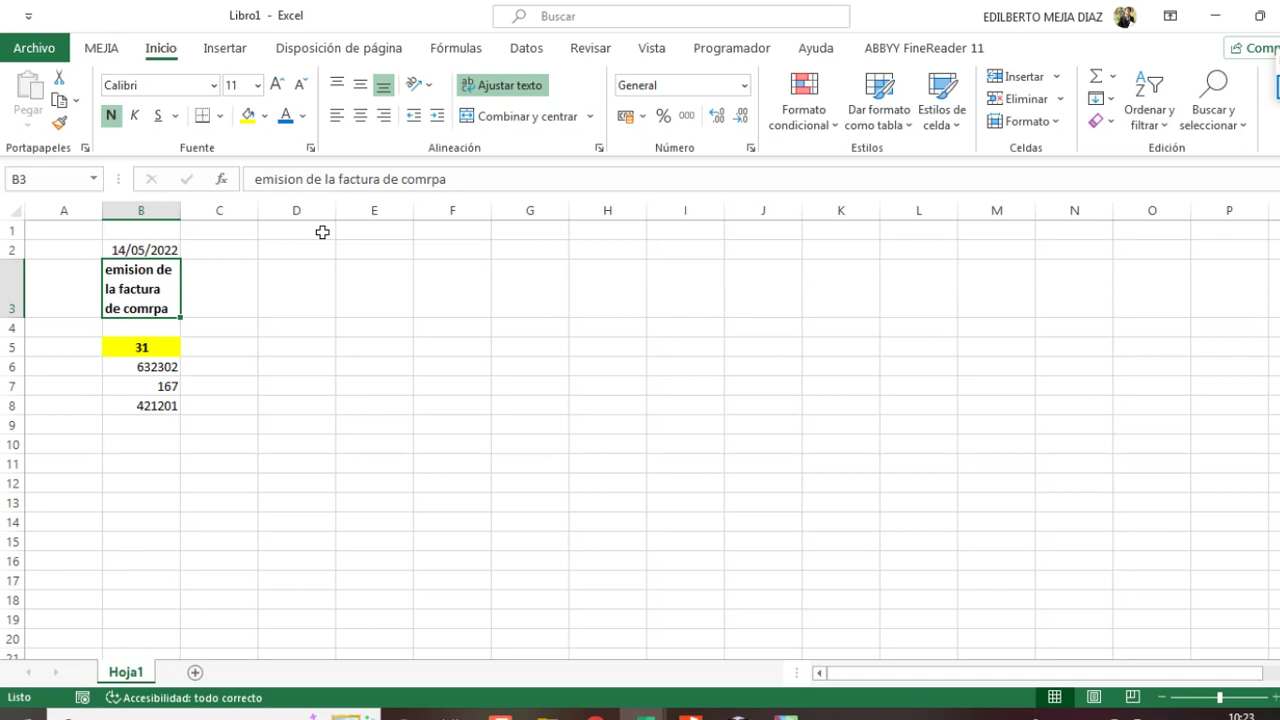 Libro1 - Excel
Buscar
EDILBERTO MEJIA DIAZ
Archivo MEJIA Inicio Insertar Disposición de página Fórmulas Datos Revisar Vista Programador Ayuda ABBYY FineReader 11
Pegar
Portapapeles
Calibri 11
N K S
Fuente
Ajustar texto
Combinar y centrar
Alineación
General
% 000
Número
Formato condicional
Dar formato como tabla
Estilos de celda
Estilos
Insertar
Eliminar
Formato
Celdas
Ordenar y filtrar
Buscar y seleccionar
Edición
B3 fx emision de la factura de comrpa
A B C D E F G H I J K L M N O P
1
2 14/05/2022
emision de
la factura
3 de comrpa
4
5 31
6 632302
7 167
8 421201
9
10
11
12
13
14
15
16
17
18
19
20
21
Hoja1
Listo Accesibilidad: todo correcto
10:23